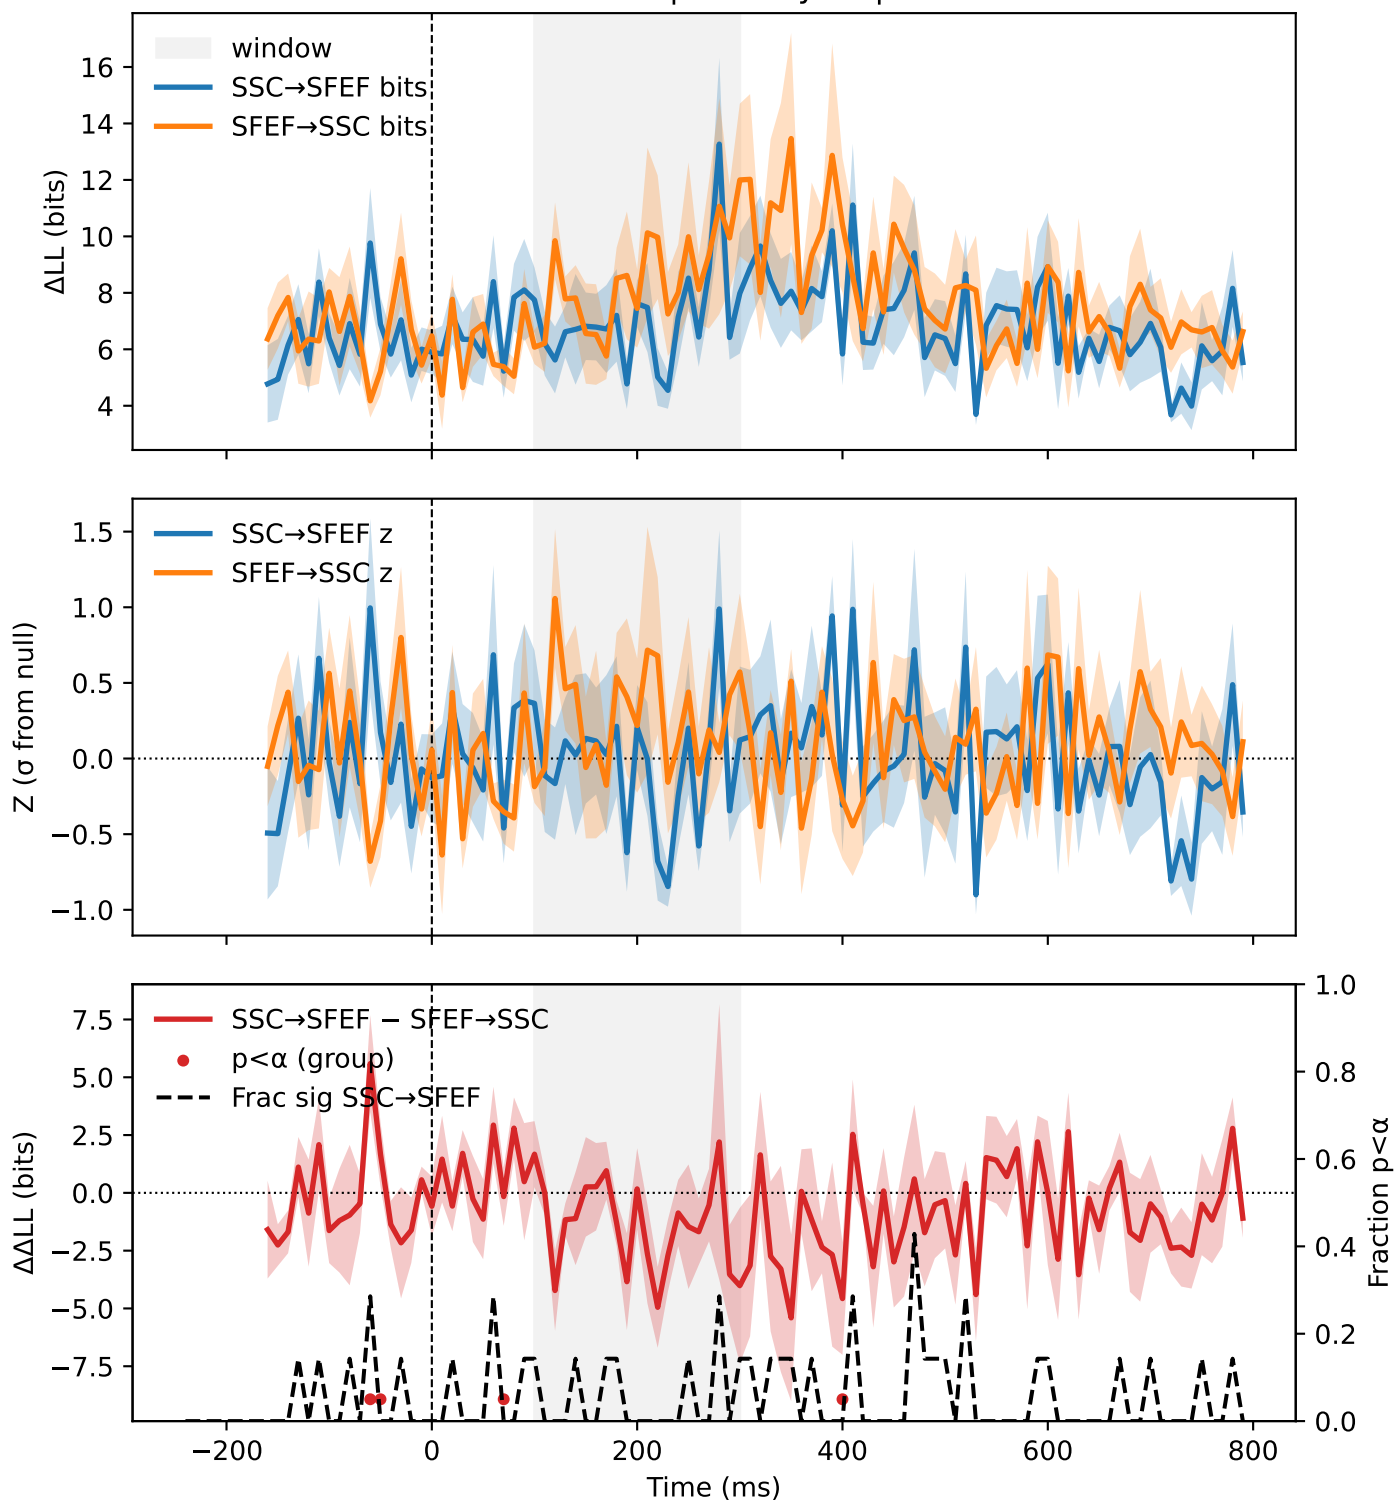 16
14
12
10
8
6
4
ΔLL (bits)
window
SSC→SFEF bits
SFEF→SSC bits
1.5
1.0
0.5
0.0
−0.5
−1.0
Z (σ from null)
SSC→SFEF z
SFEF→SSC z
7.5
5.0
2.5
0.0
−2.5
−5.0
−7.5
ΔΔLL (bits)
SSC→SFEF − SFEF→SSC
p<α (group)
Frac sig SSC→SFEF
1.0
0.8
0.6
0.4
0.2
0.0
Fraction p<α
−200
0
200
400
600
800
Time (ms)